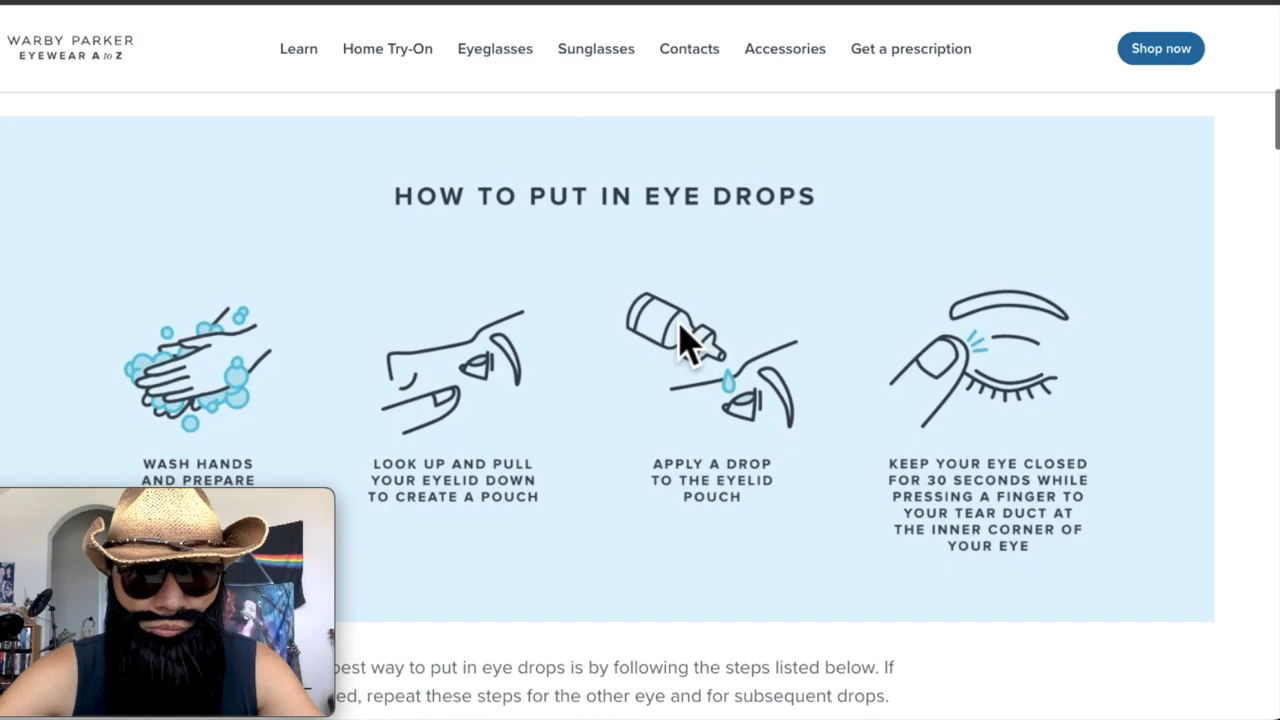 WARBY PARKER
EYEWEAR A to Z
Learn Home Try-On Eyeglasses Sunglasses Contacts Accessories Get a prescription
Shop now
HOW TO PUT IN EYE DROPS
WASH HANDS
AND PREPARE
LOOK UP AND PULL
YOUR EYELID DOWN
TO CREATE A POUCH
APPLY A DROP
TO THE EYELID
POUCH
KEEP YOUR EYE CLOSED
FOR 30 SECONDS WHILE
PRESSING A FINGER TO
YOUR TEAR DUCT AT
THE INNER CORNER OF
YOUR EYE
best way to put in eye drops is by following the steps listed below. If
ed, repeat these steps for the other eye and for subsequent drops.